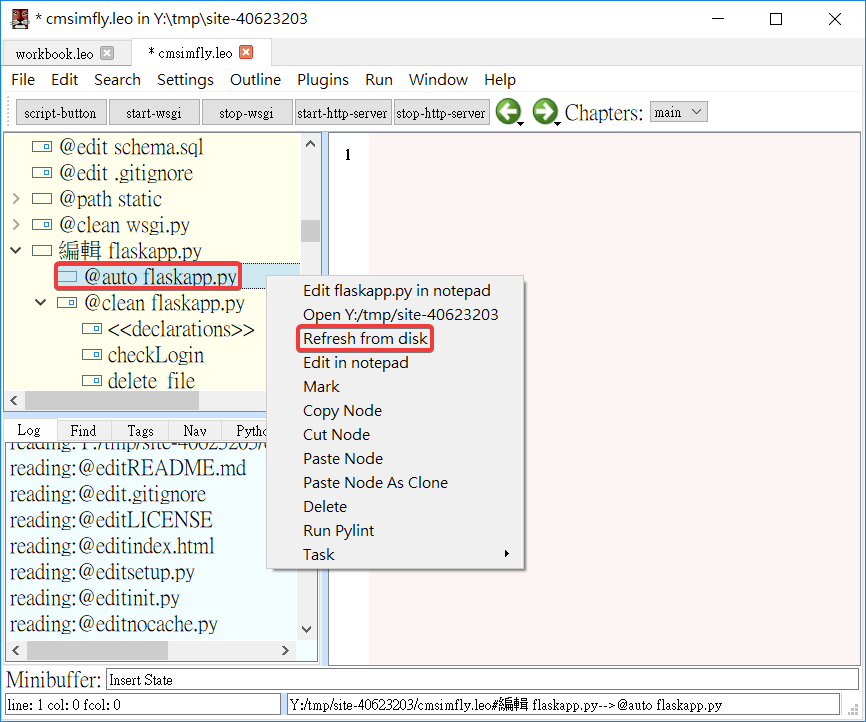 * cmsimfly.leo in Y:\tmp\site-40623203
workbook.leo
* cmsimfly.leo
File Edit Search Settings Outline Plugins Run Window Help
script-button start-wsgi stop-wsgi start-http-server stop-http-server Chapters: main
@edit schema.sql
@edit .gitignore
@path static
@clean wsgi.py
編輯 flaskapp.py
@auto flaskapp.py
@clean flaskapp.py
<<declarations>>
checkLogin
delete_file
1
Edit flaskapp.py in notepad
Open Y:/tmp/site-40623203
Refresh from disk
Edit in notepad
Mark
Copy Node
Cut Node
Paste Node
Paste Node As Clone
Delete
Run Pylint
Task
Log Find Tags Nav Pytho
reading:@editREADME.md
reading:@edit.gitignore
reading:@editLICENSE
reading:@editindex.html
reading:@editsetup.py
reading:@editinit.py
reading:@editnocache.py
Minibuffer: Insert State
line: 1 col: 0 fcol: 0
Y:/tmp/site-40623203/cmsimfly.leo#編輯 flaskapp.py-->@auto flaskapp.py